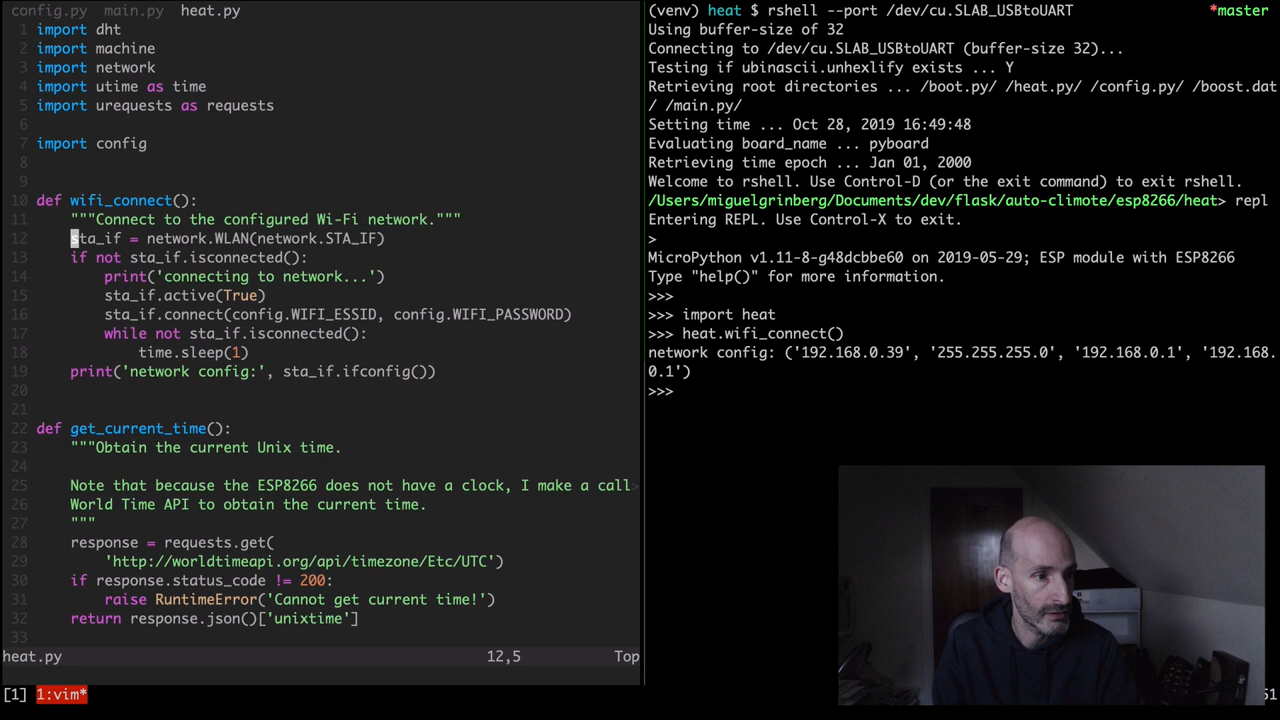 config.py main.py heat.py
1 import dht
2 import machine
3 import network
4 import utime as time
5 import urequests as requests
6
7 import config
8
9
10 def wifi_connect():
11 """Connect to the configured Wi-Fi network."""
12 sta_if = network.WLAN(network.STA_IF)
13 if not sta_if.isconnected():
14 print('connecting to network...')
15 sta_if.active(True)
16 sta_if.connect(config.WIFI_ESSID, config.WIFI_PASSWORD)
17 while not sta_if.isconnected():
18 time.sleep(1)
19 print('network config:', sta_if.ifconfig())
20
21
22 def get_current_time():
23 """Obtain the current Unix time.
24
25 Note that because the ESP8266 does not have a clock, I make a call>
26 World Time API to obtain the current time.
27 """
28 response = requests.get(
29 'http://worldtimeapi.org/api/timezone/Etc/UTC')
30 if response.status_code != 200:
31 raise RuntimeError('Cannot get current time!')
32 return response.json()['unixtime']
33
heat.py 12,5 Top
[1] 1:vim*
(venv) heat $ rshell --port /dev/cu.SLAB_USBtoUART *master
Using buffer-size of 32
Connecting to /dev/cu.SLAB_USBtoUART (buffer-size 32)...
Testing if ubinascii.unhexlify exists ... Y
Retrieving root directories ... /boot.py/ /heat.py/ /config.py/ /boost.dat
/ /main.py/
Setting time ... Oct 28, 2019 16:49:48
Evaluating board_name ... pyboard
Retrieving time epoch ... Jan 01, 2000
Welcome to rshell. Use Control-D (or the exit command) to exit rshell.
/Users/miguelgrinberg/Documents/dev/flask/auto-climote/esp8266/heat> repl
Entering REPL. Use Control-X to exit.
>
MicroPython v1.11-8-g48dcbbe60 on 2019-05-29; ESP module with ESP8266
Type "help()" for more information.
>>>
>>> import heat
>>> heat.wifi_connect()
network config: ('192.168.0.39', '255.255.255.0', '192.168.0.1', '192.168.
0.1')
>>>
51